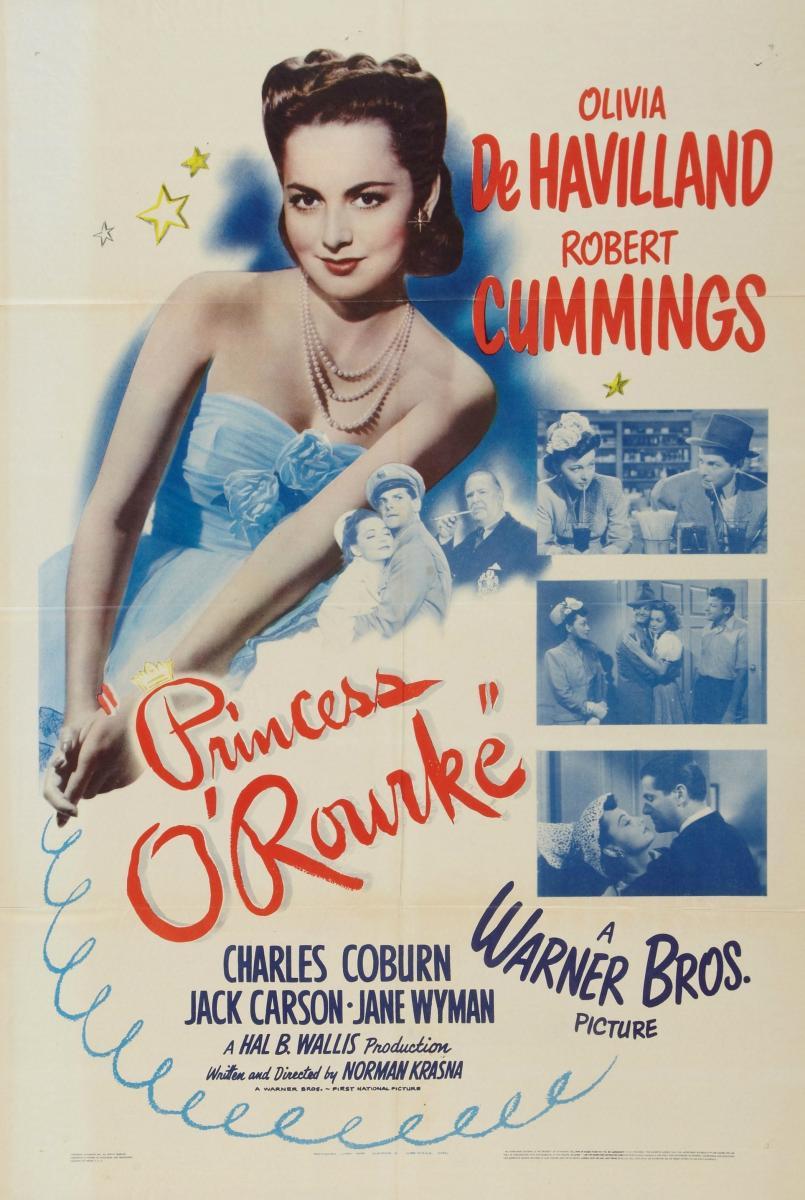 OLIVIA
De HAVILLAND
ROBERT
CUMMINGS
"Princess
O'Rourke"
CHARLES COBURN
JACK CARSON · JANE WYMAN
A HAL B. WALLIS Production
Written and Directed by NORMAN KRASNA
A WARNER BROS. ~ FIRST NATIONAL PICTURE
A
WARNER BROS.
PICTURE